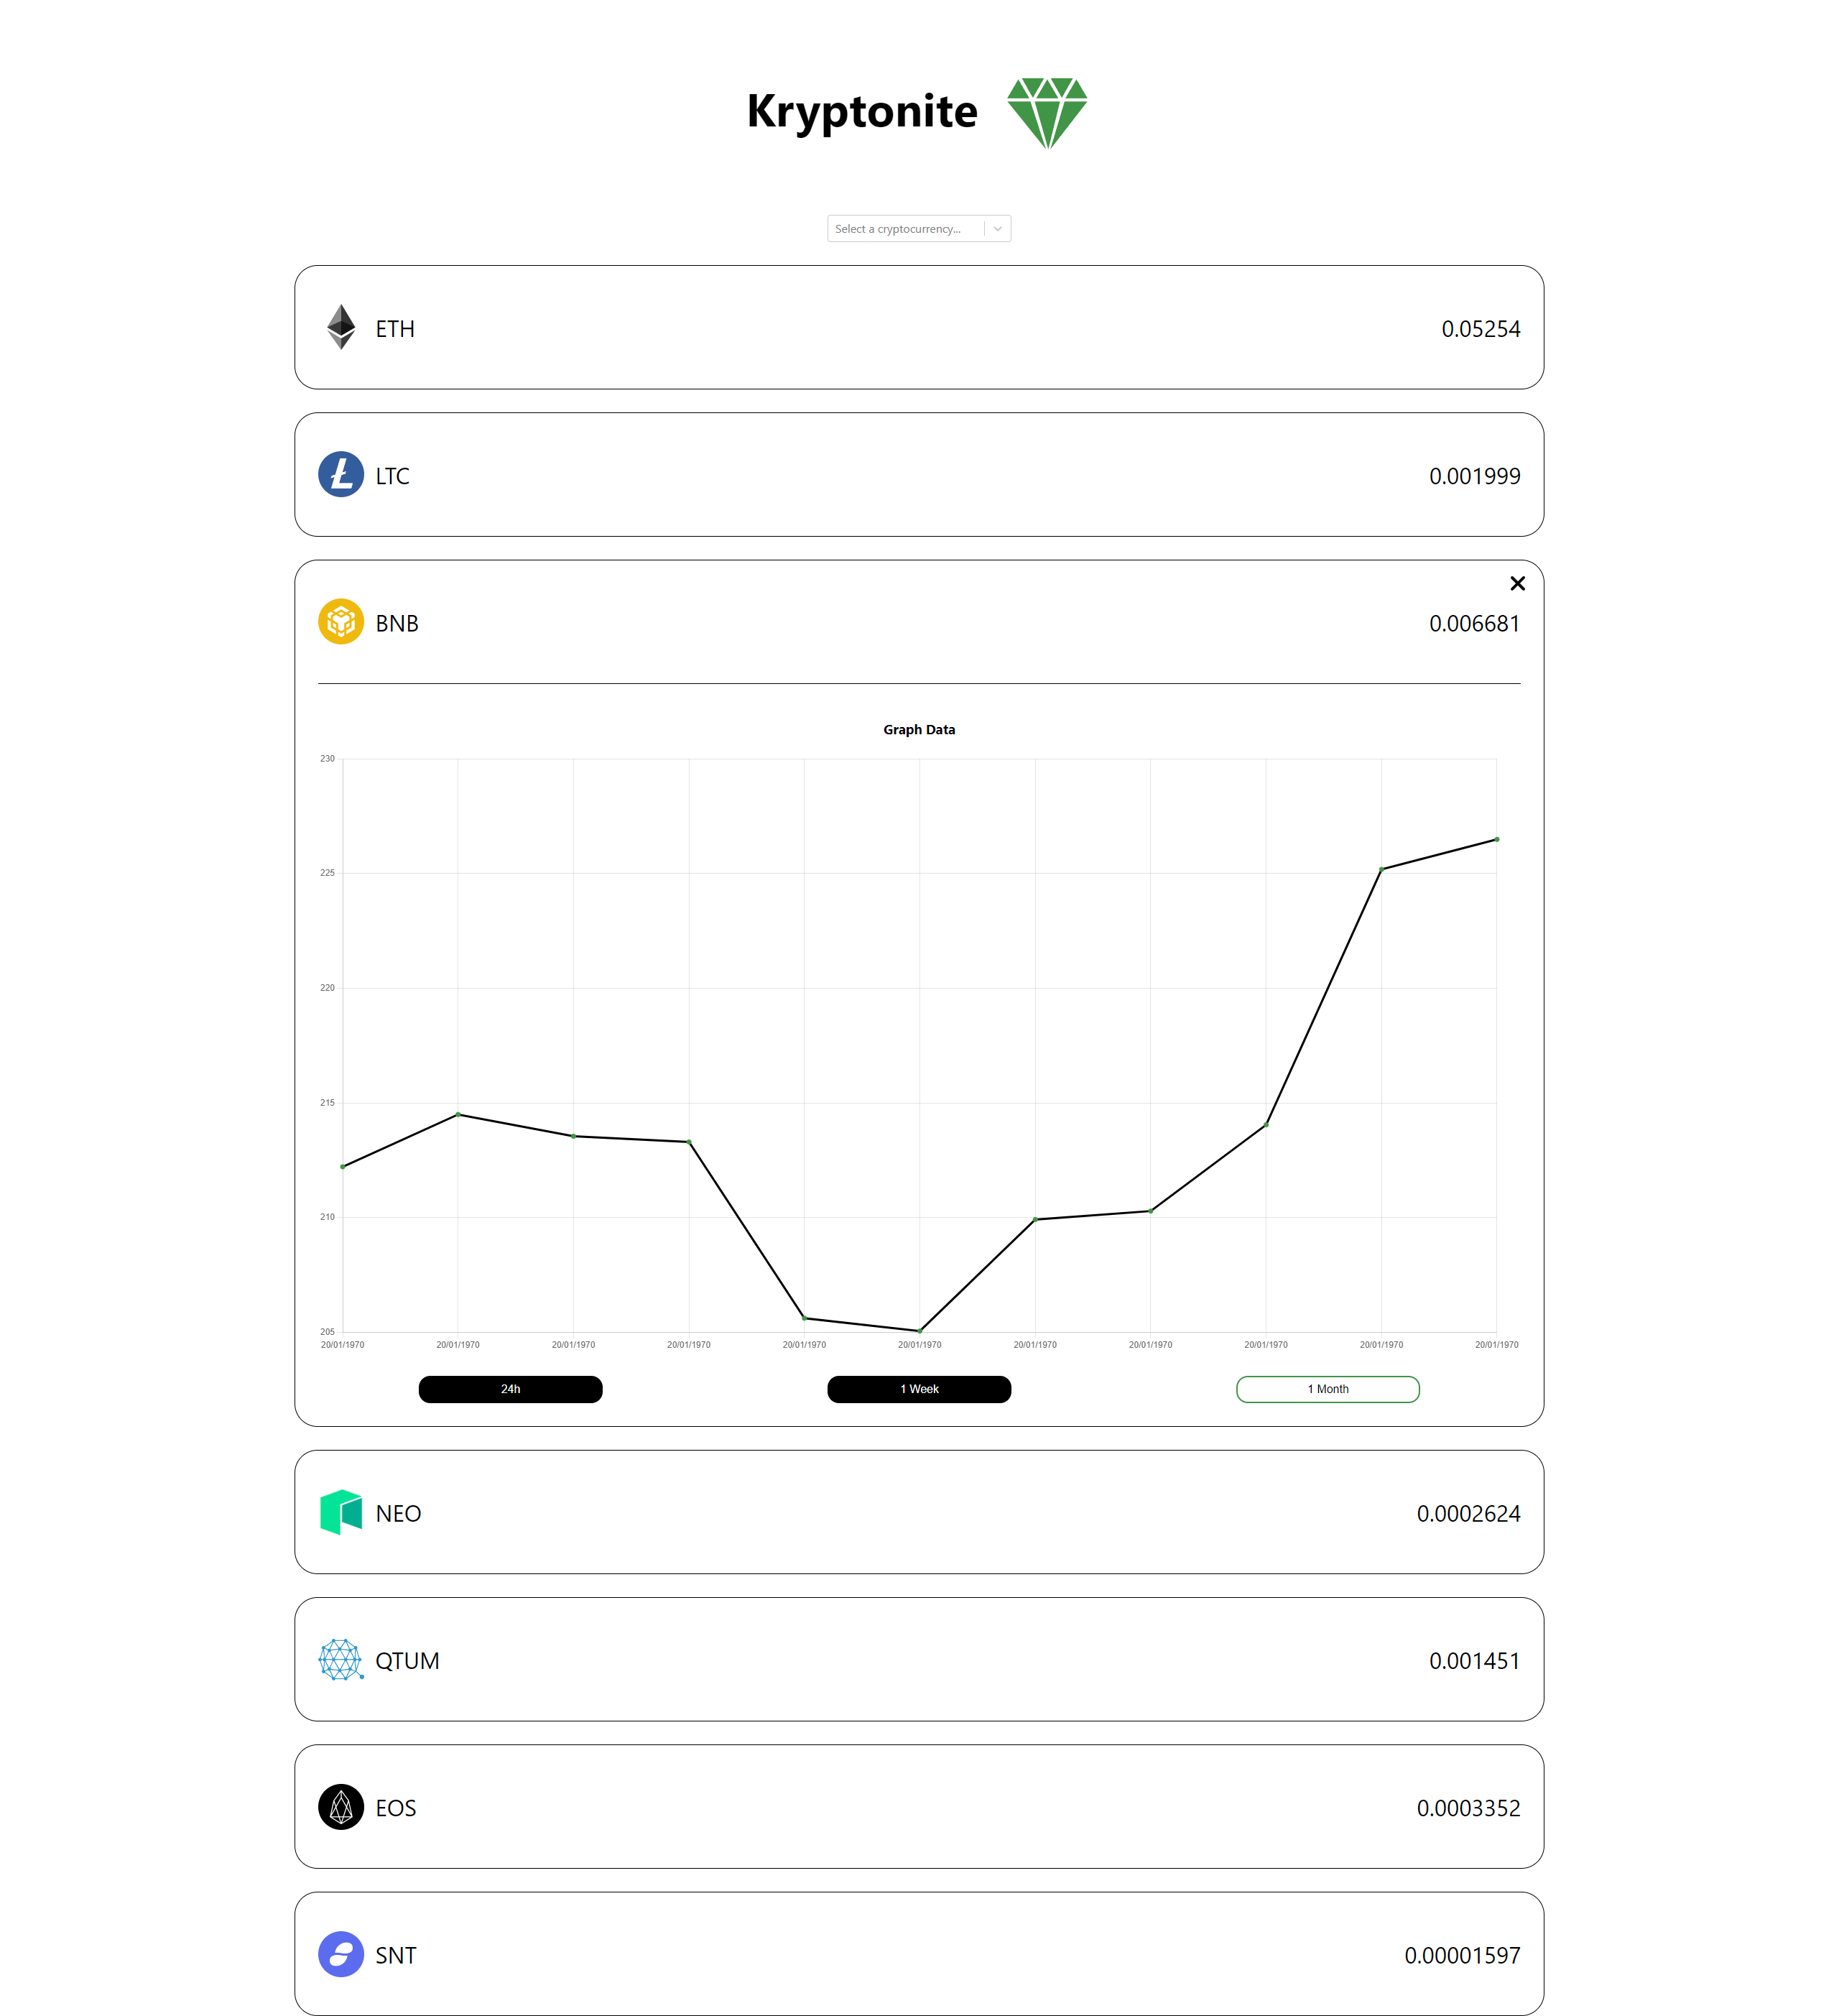 Kryptonite
Select a cryptocurrency...
ETH 0.05254
LTC 0.001999
BNB 0.006681
Graph Data
230
225
220
215
210
205
20/01/1970 20/01/1970 20/01/1970 20/01/1970 20/01/1970 20/01/1970 20/01/1970 20/01/1970 20/01/1970 20/01/1970 20/01/1970
24h 1 Week 1 Month
NEO 0.0002624
QTUM 0.001451
EOS 0.0003352
SNT 0.00001597